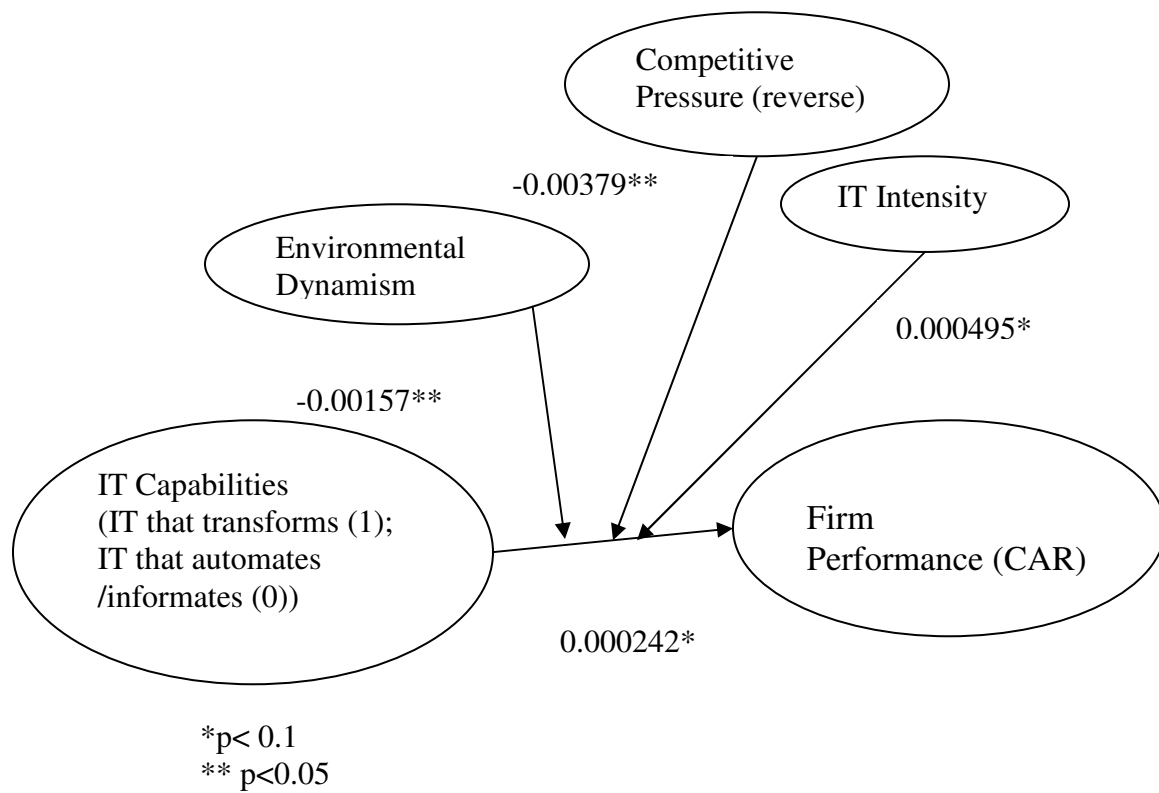 Competitive
Pressure (reverse)
-0.00379**
IT Intensity
Environmental
Dynamism
0.000495*
-0.00157**
IT Capabilities
(IT that transforms (1);
IT that automates
/informates (0))
Firm
Performance (CAR)
0.000242*
*p< 0.1
** p<0.05